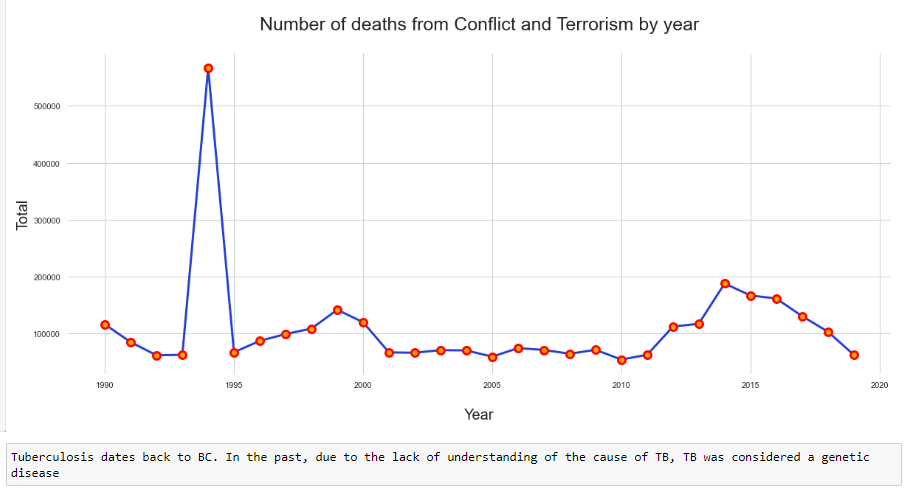 Number of deaths from Conflict and Terrorism by year
500000
400000
300000
200000
100000
Total
1990 1995 2000 2005 2010 2015 2020
Year
Tuberculosis dates back to BC. In the past, due to the lack of understanding of the cause of TB, TB was considered a genetic
disease